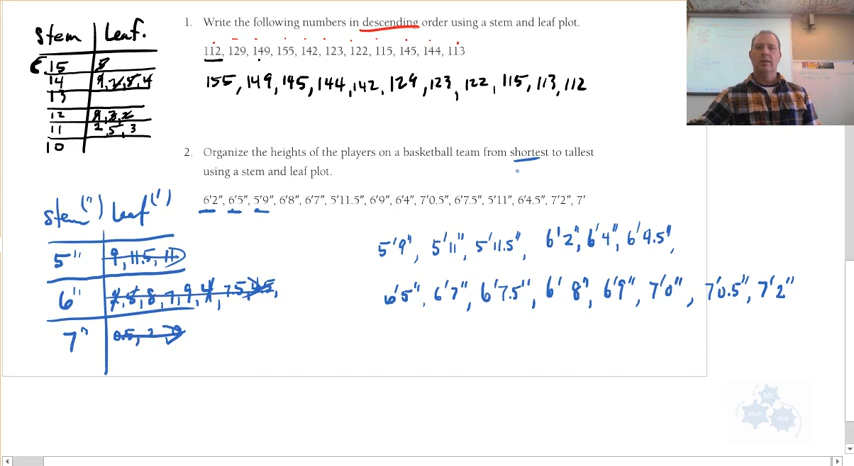 1. Write the following numbers in descending order using a stem and leaf plot.
112, 129, 149, 155, 142, 123, 122, 115, 145, 144, 113
155, 149, 145, 144, 142, 129, 123, 122, 115, 113, 112
stem Leaf.
15 5
14 9, 2, 5, 4
13
12 9, 3, 2
11 2, 5, 3
10
2. Organize the heights of the players on a basketball team from shortest to tallest
using a stem and leaf plot.
6'2", 6'5", 5'9", 6'8", 6'7", 5'11.5", 6'9", 6'4", 7'0.5", 6'7.5", 5'11", 6'4.5", 7'2", 7'
stem (") leaf (')
5" 9, 11.5, 11
6" 2, 5, 8, 7, 9, 4, 7.5, 4.5,
7" 0.5, 2, 0
5'9", 5'11", 5'11.5", 6'2", 6'4", 6'4.5",
6'5", 6'7", 6'7.5", 6'8", 6'9", 7'0", 7'0.5", 7'2"